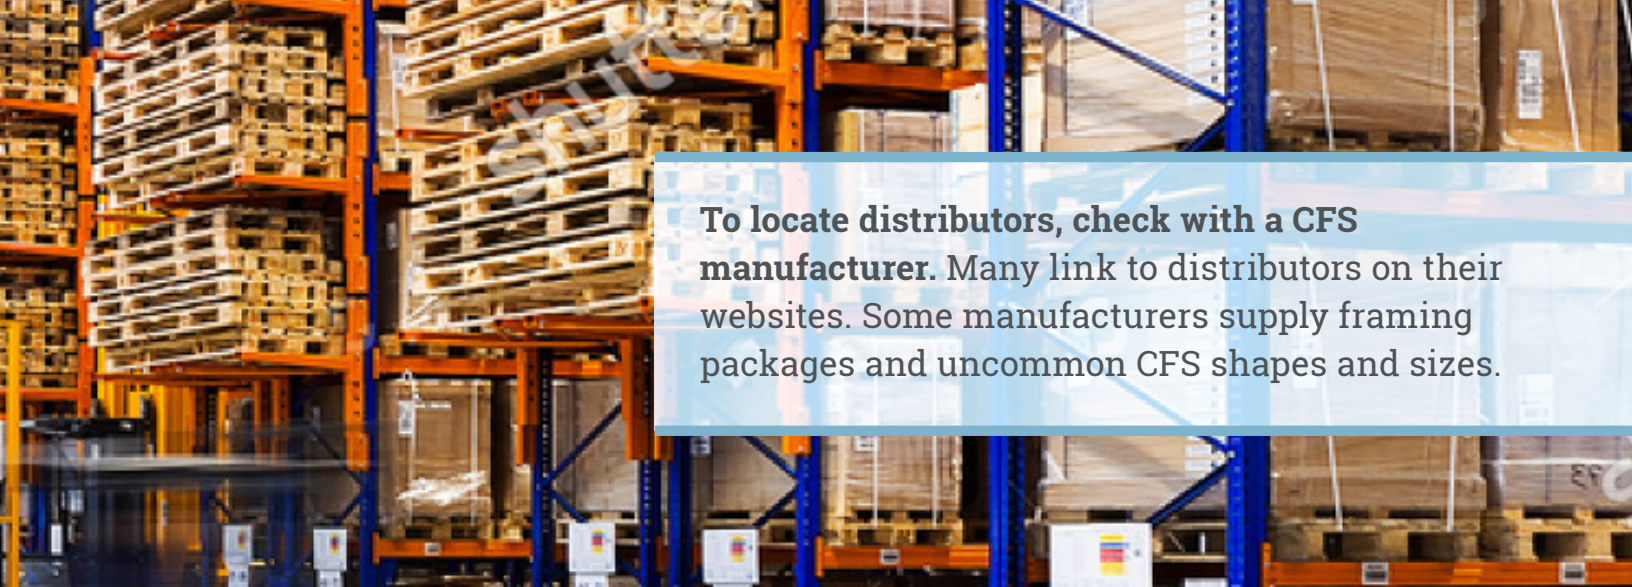 shutte
To locate distributors, check with a CFS
manufacturer. Many link to distributors on their
websites. Some manufacturers supply framing
packages and uncommon CFS shapes and sizes.